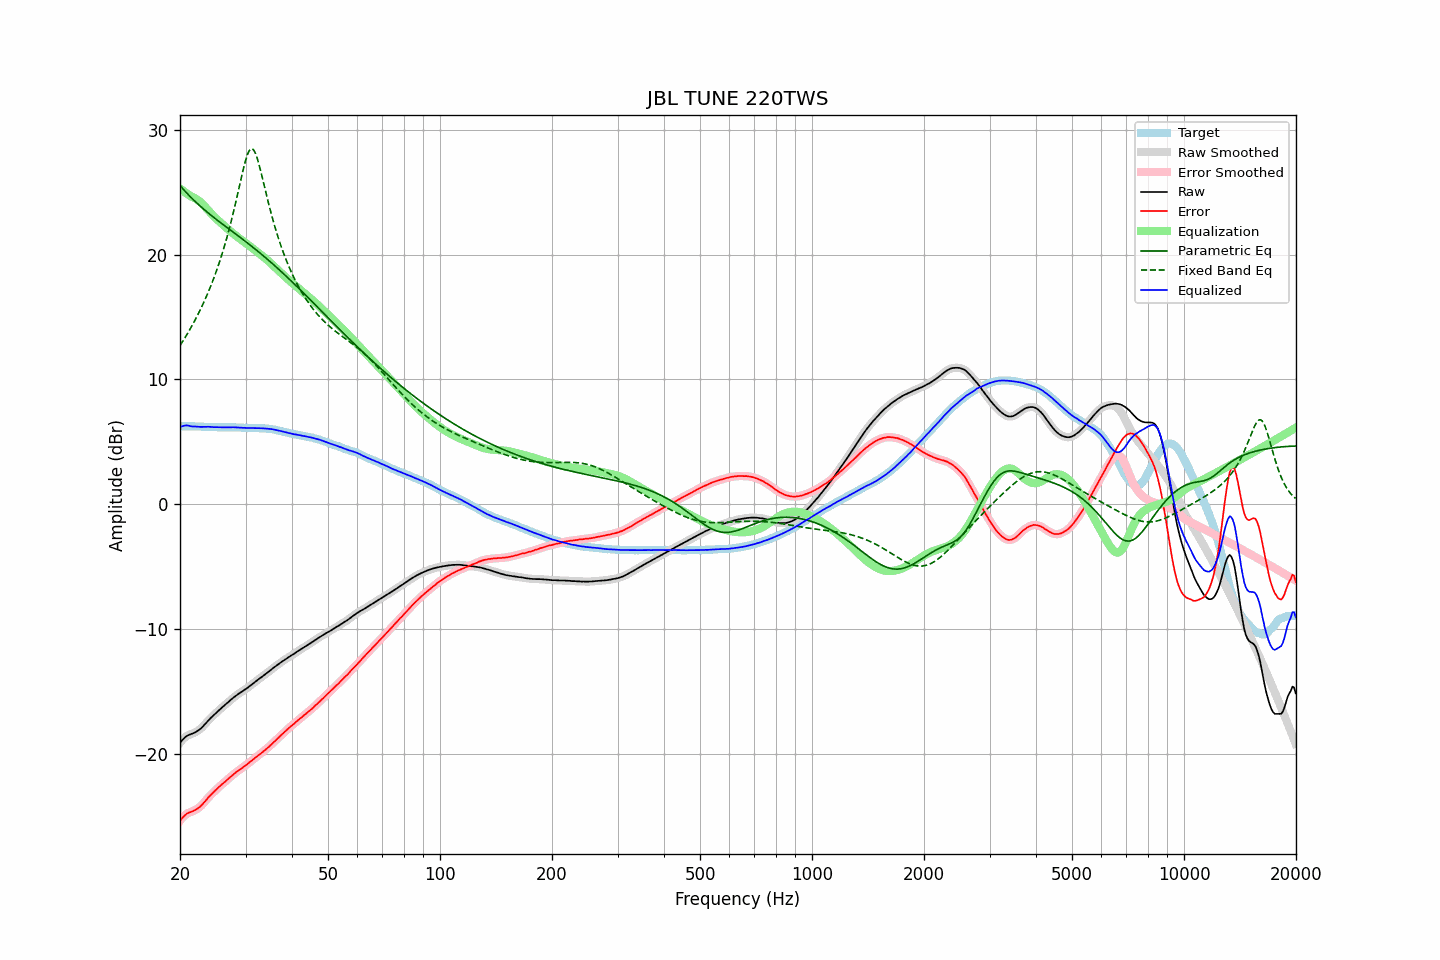 JBL TUNE 220TWS
Target
Raw Smoothed
Error Smoothed
Raw
Error
Equalization
Parametric Eq
Fixed Band Eq
Equalized
Amplitude (dBr)
30
20
10
0
−10
−20
20
50
100
200
500
1000
2000
5000
10000
20000
Frequency (Hz)